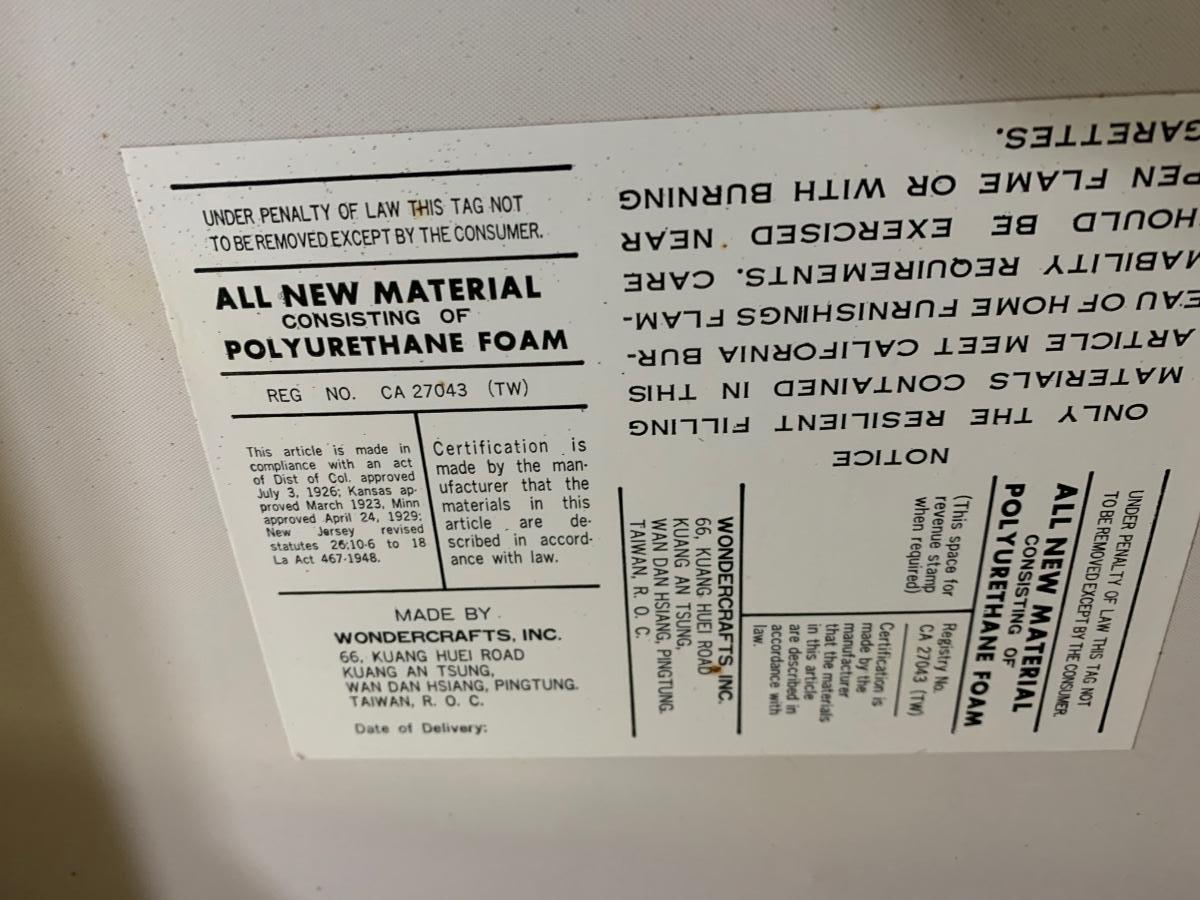 UNDER PENALTY OF LAW THIS TAG NOT
TO BE REMOVED EXCEPT BY THE CONSUMER.
ALL NEW MATERIAL
CONSISTING OF
POLYURETHANE FOAM
REG NO. CA 27043 (TW)
This article is made in
compliance with an act
of Dist of Col. approved
July 3, 1926; Kansas ap-
proved March 1923, Minn
approved April 24, 1929;
New Jersey revised
statutes 26:10-6 to 18
La Act 467-1948.
Certification is
made by the man-
ufacturer that the
materials in this
article are de-
scribed in accord-
ance with law.
MADE BY
WONDERCRAFTS, INC.
66, KUANG HUEI ROAD
KUANG AN TSUNG,
WAN DAN HSIANG, PINGTUNG.
TAIWAN, R. O. C.
Date of Delivery:
NOTICE
ONLY THE RESILIENT FILLING
MATERIALS CONTAINED IN THIS
ARTICLE MEET CALIFORNIA BUR-
EAU OF HOME FURNISHINGS FLAM-
MABILITY REQUIREMENTS. CARE
HOULD BE EXERCISED NEAR
PEN FLAME OR WITH BURNING
GARETTES.
UNDER PENALTY OF LAW THIS TAG NOT
TO BE REMOVED EXCEPT BY THE CONSUMER.
ALL NEW MATERIAL
CONSISTING OF
POLYURETHANE FOAM
(This space for
revenue stamp
when required)
Registry No.
CA 27043 (TW)
Certification is
made by the
manufacturer
that the materials
in this article
are described in
accordance with
law.
WONDERCRAFTS, INC.
66, KUANG HUEI ROAD
KUANG AN TSUNG,
WAN DAN HSIANG, PINGTUNG.
TAIWAN, R. O. C.